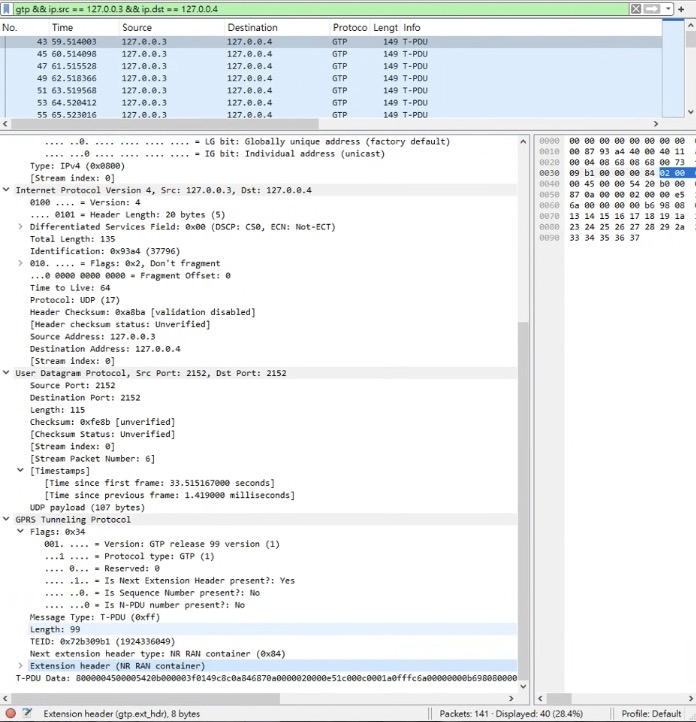 gtp && ip.src == 127.0.0.3 && ip.dst == 127.0.0.4
No. Time Source Destination Protoco Lengt Info
43 59.514003 127.0.0.3 127.0.0.4 GTP 149 T-PDU
45 60.514098 127.0.0.3 127.0.0.4 GTP 149 T-PDU
47 61.515528 127.0.0.3 127.0.0.4 GTP 149 T-PDU
49 62.518366 127.0.0.3 127.0.0.4 GTP 149 T-PDU
51 63.519568 127.0.0.3 127.0.0.4 GTP 149 T-PDU
53 64.520412 127.0.0.3 127.0.0.4 GTP 149 T-PDU
55 65.523016 127.0.0.3 127.0.0.4 GTP 149 T-PDU
.... ..0. .... .... .... .... = LG bit: Globally unique address (factory default)
.... ...0 .... .... .... .... = IG bit: Individual address (unicast)
Type: IPv4 (0x0800)
[Stream index: 0]
Internet Protocol Version 4, Src: 127.0.0.3, Dst: 127.0.0.4
0100 .... = Version: 4
.... 0101 = Header Length: 20 bytes (5)
Differentiated Services Field: 0x00 (DSCP: CS0, ECN: Not-ECT)
Total Length: 135
Identification: 0x93a4 (37796)
010. .... = Flags: 0x2, Don't fragment
...0 0000 0000 0000 = Fragment Offset: 0
Time to Live: 64
Protocol: UDP (17)
Header Checksum: 0xa8ba [validation disabled]
[Header checksum status: Unverified]
Source Address: 127.0.0.3
Destination Address: 127.0.0.4
[Stream index: 0]
User Datagram Protocol, Src Port: 2152, Dst Port: 2152
Source Port: 2152
Destination Port: 2152
Length: 115
Checksum: 0xfe8b [unverified]
[Checksum Status: Unverified]
[Stream index: 0]
[Stream Packet Number: 6]
[Timestamps]
[Time since first frame: 33.515167000 seconds]
[Time since previous frame: 1.419000 milliseconds]
UDP payload (107 bytes)
GPRS Tunneling Protocol
Flags: 0x34
001. .... = Version: GTP release 99 version (1)
...1 .... = Protocol type: GTP (1)
.... 0... = Reserved: 0
.... .1.. = Is Next Extension Header present?: Yes
.... ..0. = Is Sequence Number present?: No
.... ...0 = Is N-PDU number present?: No
Message Type: T-PDU (0xff)
Length: 99
TEID: 0x72b309b1 (1924336049)
Next extension header type: NR RAN container (0x84)
Extension header (NR RAN container)
T-PDU Data: 8000004500005420b000003f0149c8c0a846870a0000020000e51c000c0001a0fffc6a00000000b698080000
0000 00 00 00 00 00 00 00 00
0010 00 87 93 a4 40 00 40 11
0020 00 04 08 68 08 68 00 73
0030 09 b1 00 00 00 84 02 00
0040 00 45 00 00 54 20 b0 00
0050 87 0a 00 00 02 00 00 e5
0060 6a 00 00 00 00 b6 98 08
0070 13 14 15 16 17 18 19 1a
0080 23 24 25 26 27 28 29 2a
0090 33 34 35 36 37
Extension header (gtp.ext_hdr), 8 bytes
Packets: 141 · Displayed: 40 (28.4%)
Profile: Default